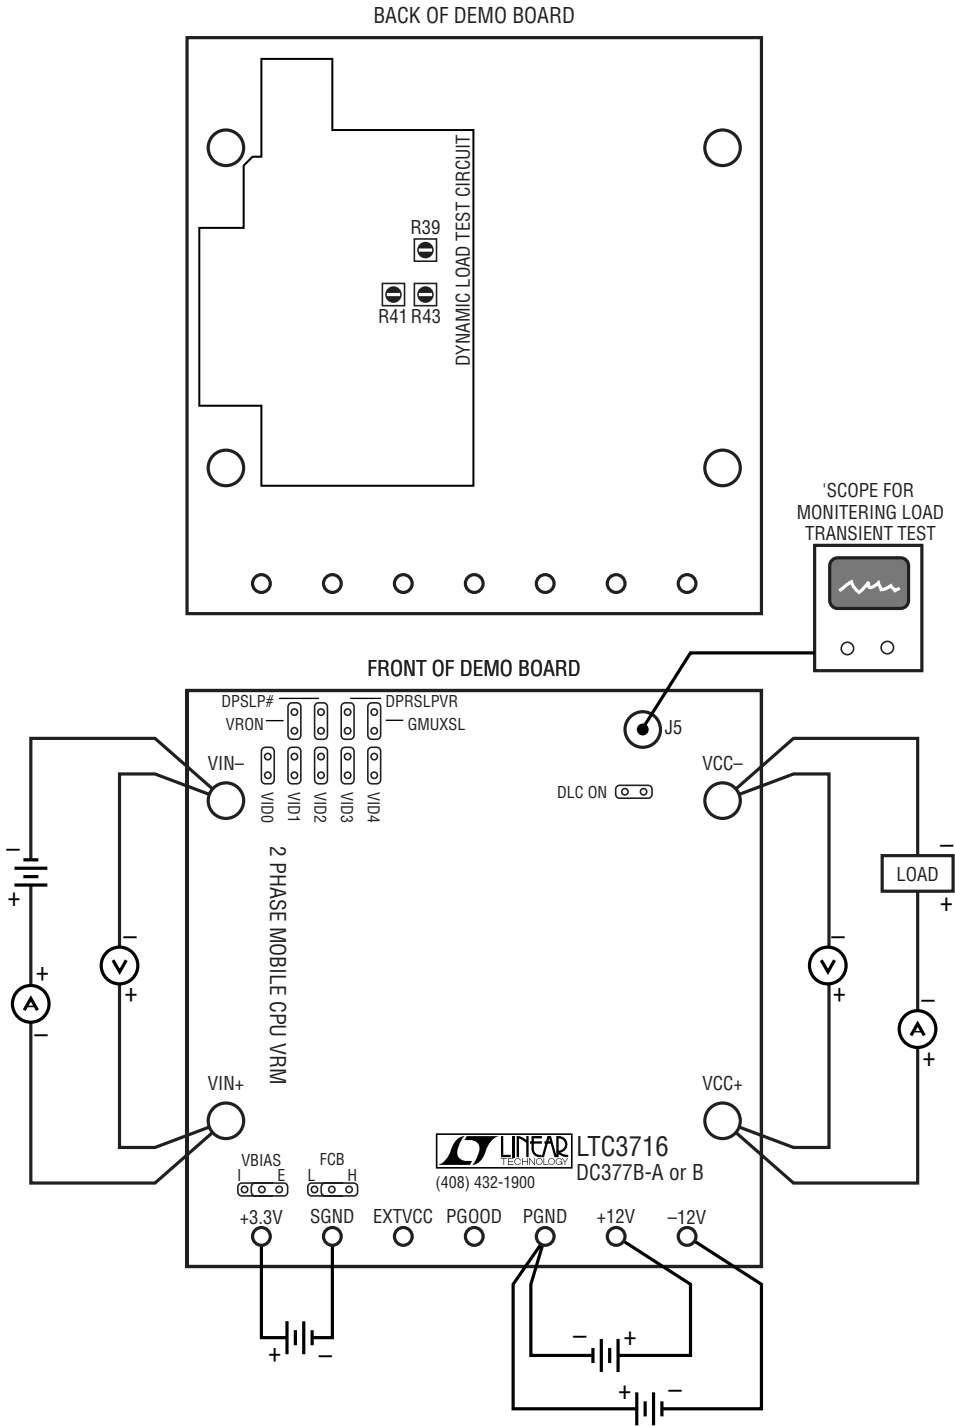 BACK OF DEMO BOARD
DYNAMIC LOAD TEST CIRCUIT
R39
R41 R43
'SCOPE FOR
MONITERING LOAD
TRANSIENT TEST
FRONT OF DEMO BOARD
DPSLP#
DPRSLPVR
VRON
GMUXSL
J5
VIN–
VCC–
VID0
VID1
VID2
VID3
VID4
DLC ON
2 PHASE MOBILE CPU VRM
–
+
LOAD
–
+
–
V
+
+
A
–
–
V
+
–
A
+
VIN+
VCC+
LINEAR
TECHNOLOGY
LTC3716
DC377B-A or B
(408) 432-1900
VBIAS
I E
FCB
L H
+3.3V
SGND
EXTVCC
PGOOD
PGND
+12V
–12V
+ –
– +
+ –